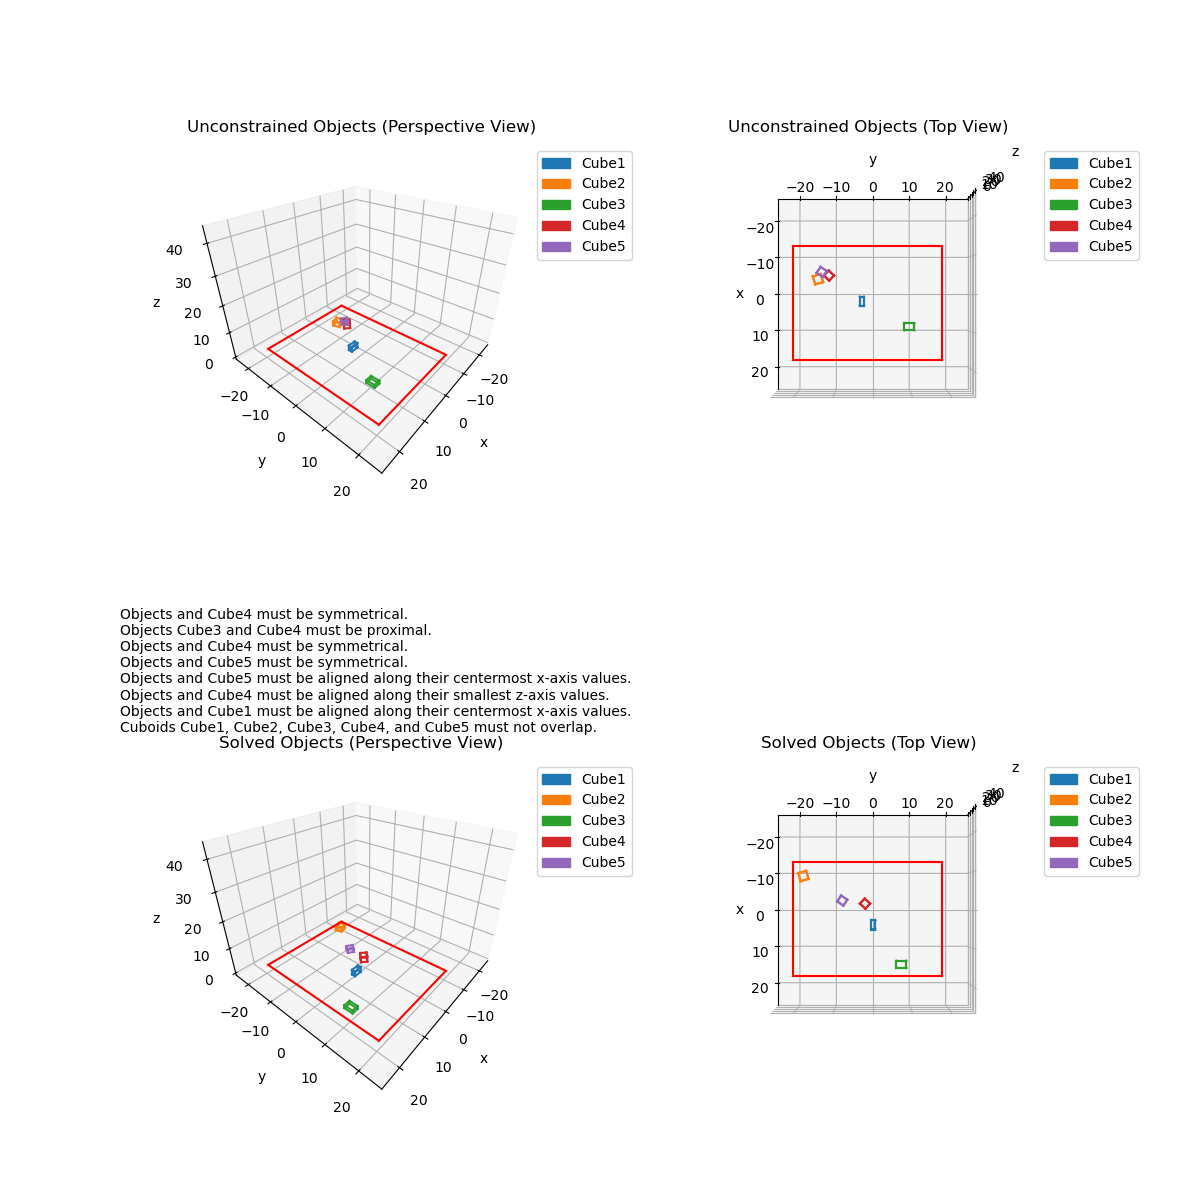 Unconstrained Objects (Perspective View)
Unconstrained Objects (Top View)
Cube1
Cube2
Cube3
Cube4
Cube5
40
30
20
10
0
z
−20
−10
0
10
20
y
−20
−10
0
10
20
x
y
z
−20 −10 0 10 20
−20
−10
0
10
20
x
Cube1
Cube2
Cube3
Cube4
Cube5
Objects and Cube4 must be symmetrical.
Objects Cube3 and Cube4 must be proximal.
Objects and Cube4 must be symmetrical.
Objects and Cube5 must be symmetrical.
Objects and Cube5 must be aligned along their centermost x-axis values.
Objects and Cube4 must be aligned along their smallest z-axis values.
Objects and Cube1 must be aligned along their centermost x-axis values.
Cuboids Cube1, Cube2, Cube3, Cube4, and Cube5 must not overlap.
Solved Objects (Perspective View)
Solved Objects (Top View)
Cube1
Cube2
Cube3
Cube4
Cube5
40
30
20
10
0
z
−20
−10
0
10
20
y
−20
−10
0
10
20
x
y
z
−20 −10 0 10 20
−20
−10
0
10
20
x
Cube1
Cube2
Cube3
Cube4
Cube5